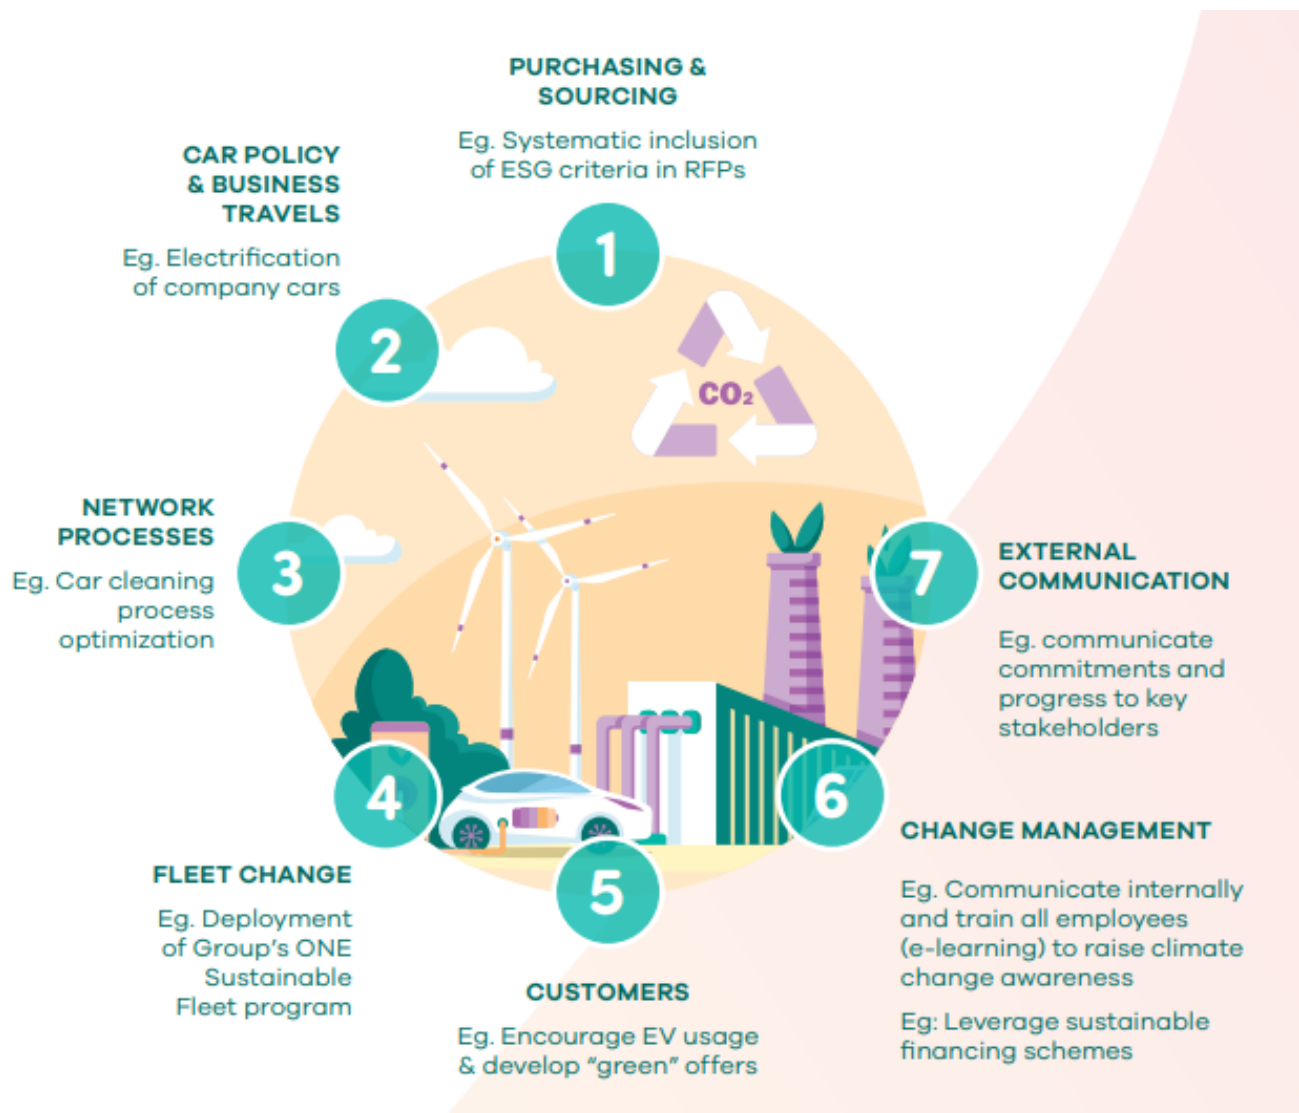 PURCHASING &
SOURCING
Eg. Systematic inclusion
of ESG criteria in RFPs
1
CAR POLICY
& BUSINESS
TRAVELS
Eg. Electrification
of company cars
2
CO₂
NETWORK
PROCESSES
Eg. Car cleaning
process
optimization
3
4
FLEET CHANGE
Eg. Deployment
of Group's ONE
Sustainable
Fleet program
5
CUSTOMERS
Eg. Encourage EV usage
& develop "green" offers
6
CHANGE MANAGEMENT
Eg. Communicate internally
and train all employees
(e-learning) to raise climate
change awareness
Eg: Leverage sustainable
financing schemes
7
EXTERNAL
COMMUNICATION
Eg. communicate
commitments and
progress to key
stakeholders